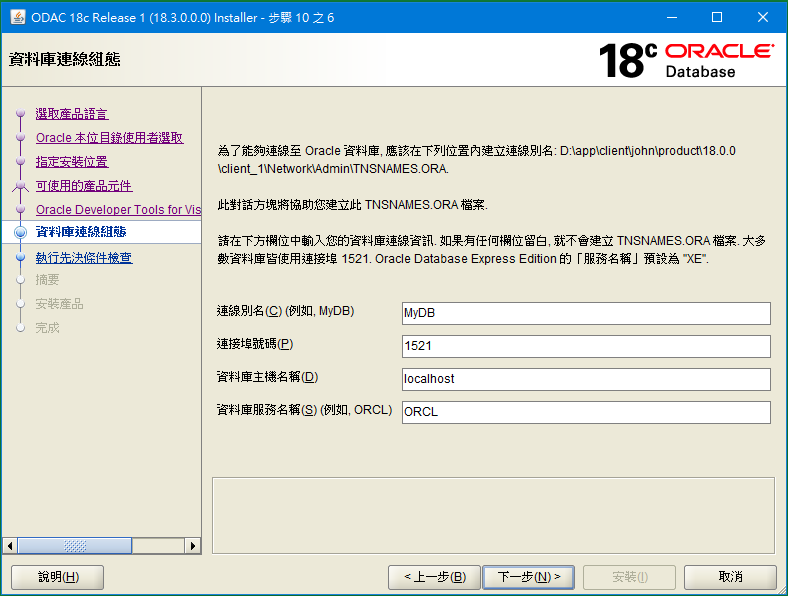 ODAC 18c Release 1 (18.3.0.0.0) Installer - 步驟 10 之 6
資料庫連線組態
18c ORACLE
Database
選取產品語言
Oracle 本位目錄使用者選取
指定安裝位置
可使用的產品元件
Oracle Developer Tools for Vis
資料庫連線組態
執行先決條件檢查
摘要
安裝產品
完成
為了能夠連線至 Oracle 資料庫, 應該在下列位置內建立連線別名: D:\app\client\john\product\18.0.0
\client_1\Network\Admin\TNSNAMES.ORA.
此對話方塊將協助您建立此 TNSNAMES.ORA 檔案.
請在下方欄位中輸入您的資料庫連線資訊. 如果有任何欄位留白, 就不會建立 TNSNAMES.ORA 檔案. 大多
數資料庫皆使用連接埠 1521. Oracle Database Express Edition 的「服務名稱」預設為 "XE".
連線別名(C) (例如, MyDB) MyDB
連接埠號碼(P) 1521
資料庫主機名稱(D) localhost
資料庫服務名稱(S) (例如, ORCL) ORCL
說明(H) < 上一步(B) 下一步(N) > 安裝(I) 取消